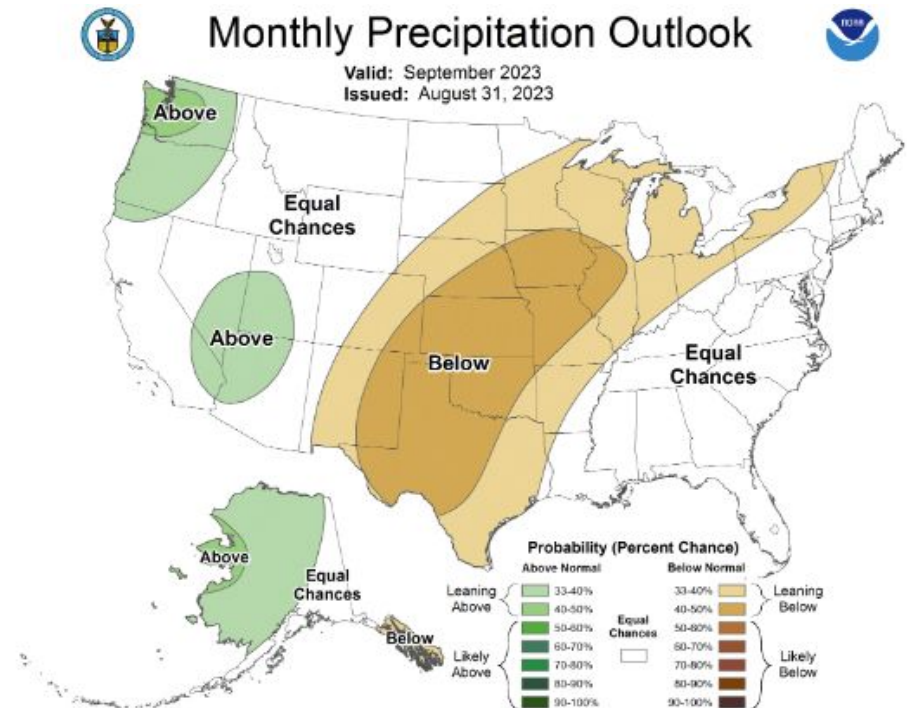 Monthly Precipitation Outlook
noaa
Valid: September 2023
Issued: August 31, 2023
Above
Equal
Chances
Above
Below
Equal
Chances
Above
Equal
Chances
Below
Probability (Percent Chance)
Above Normal Below Normal
Leaning
Above
33-40%
40-50%
Likely
Above
50-60%
60-70%
70-80%
80-90%
90-100%
Equal
Chances
33-40%
40-50%
Leaning
Below
50-60%
60-70%
70-80%
80-90%
90-100%
Likely
Below